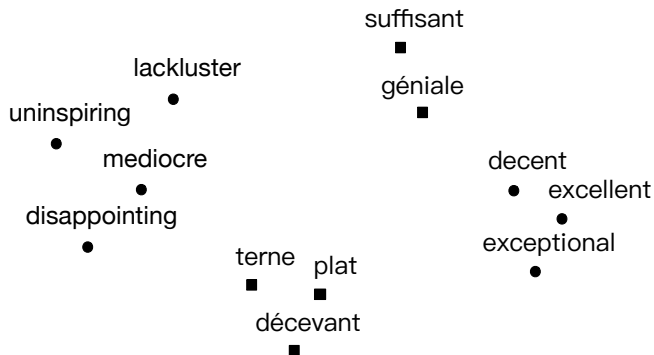 suffisant
lackluster
géniale
uninspiring
mediocre
decent
excellent
disappointing
exceptional
terne
plat
décevant